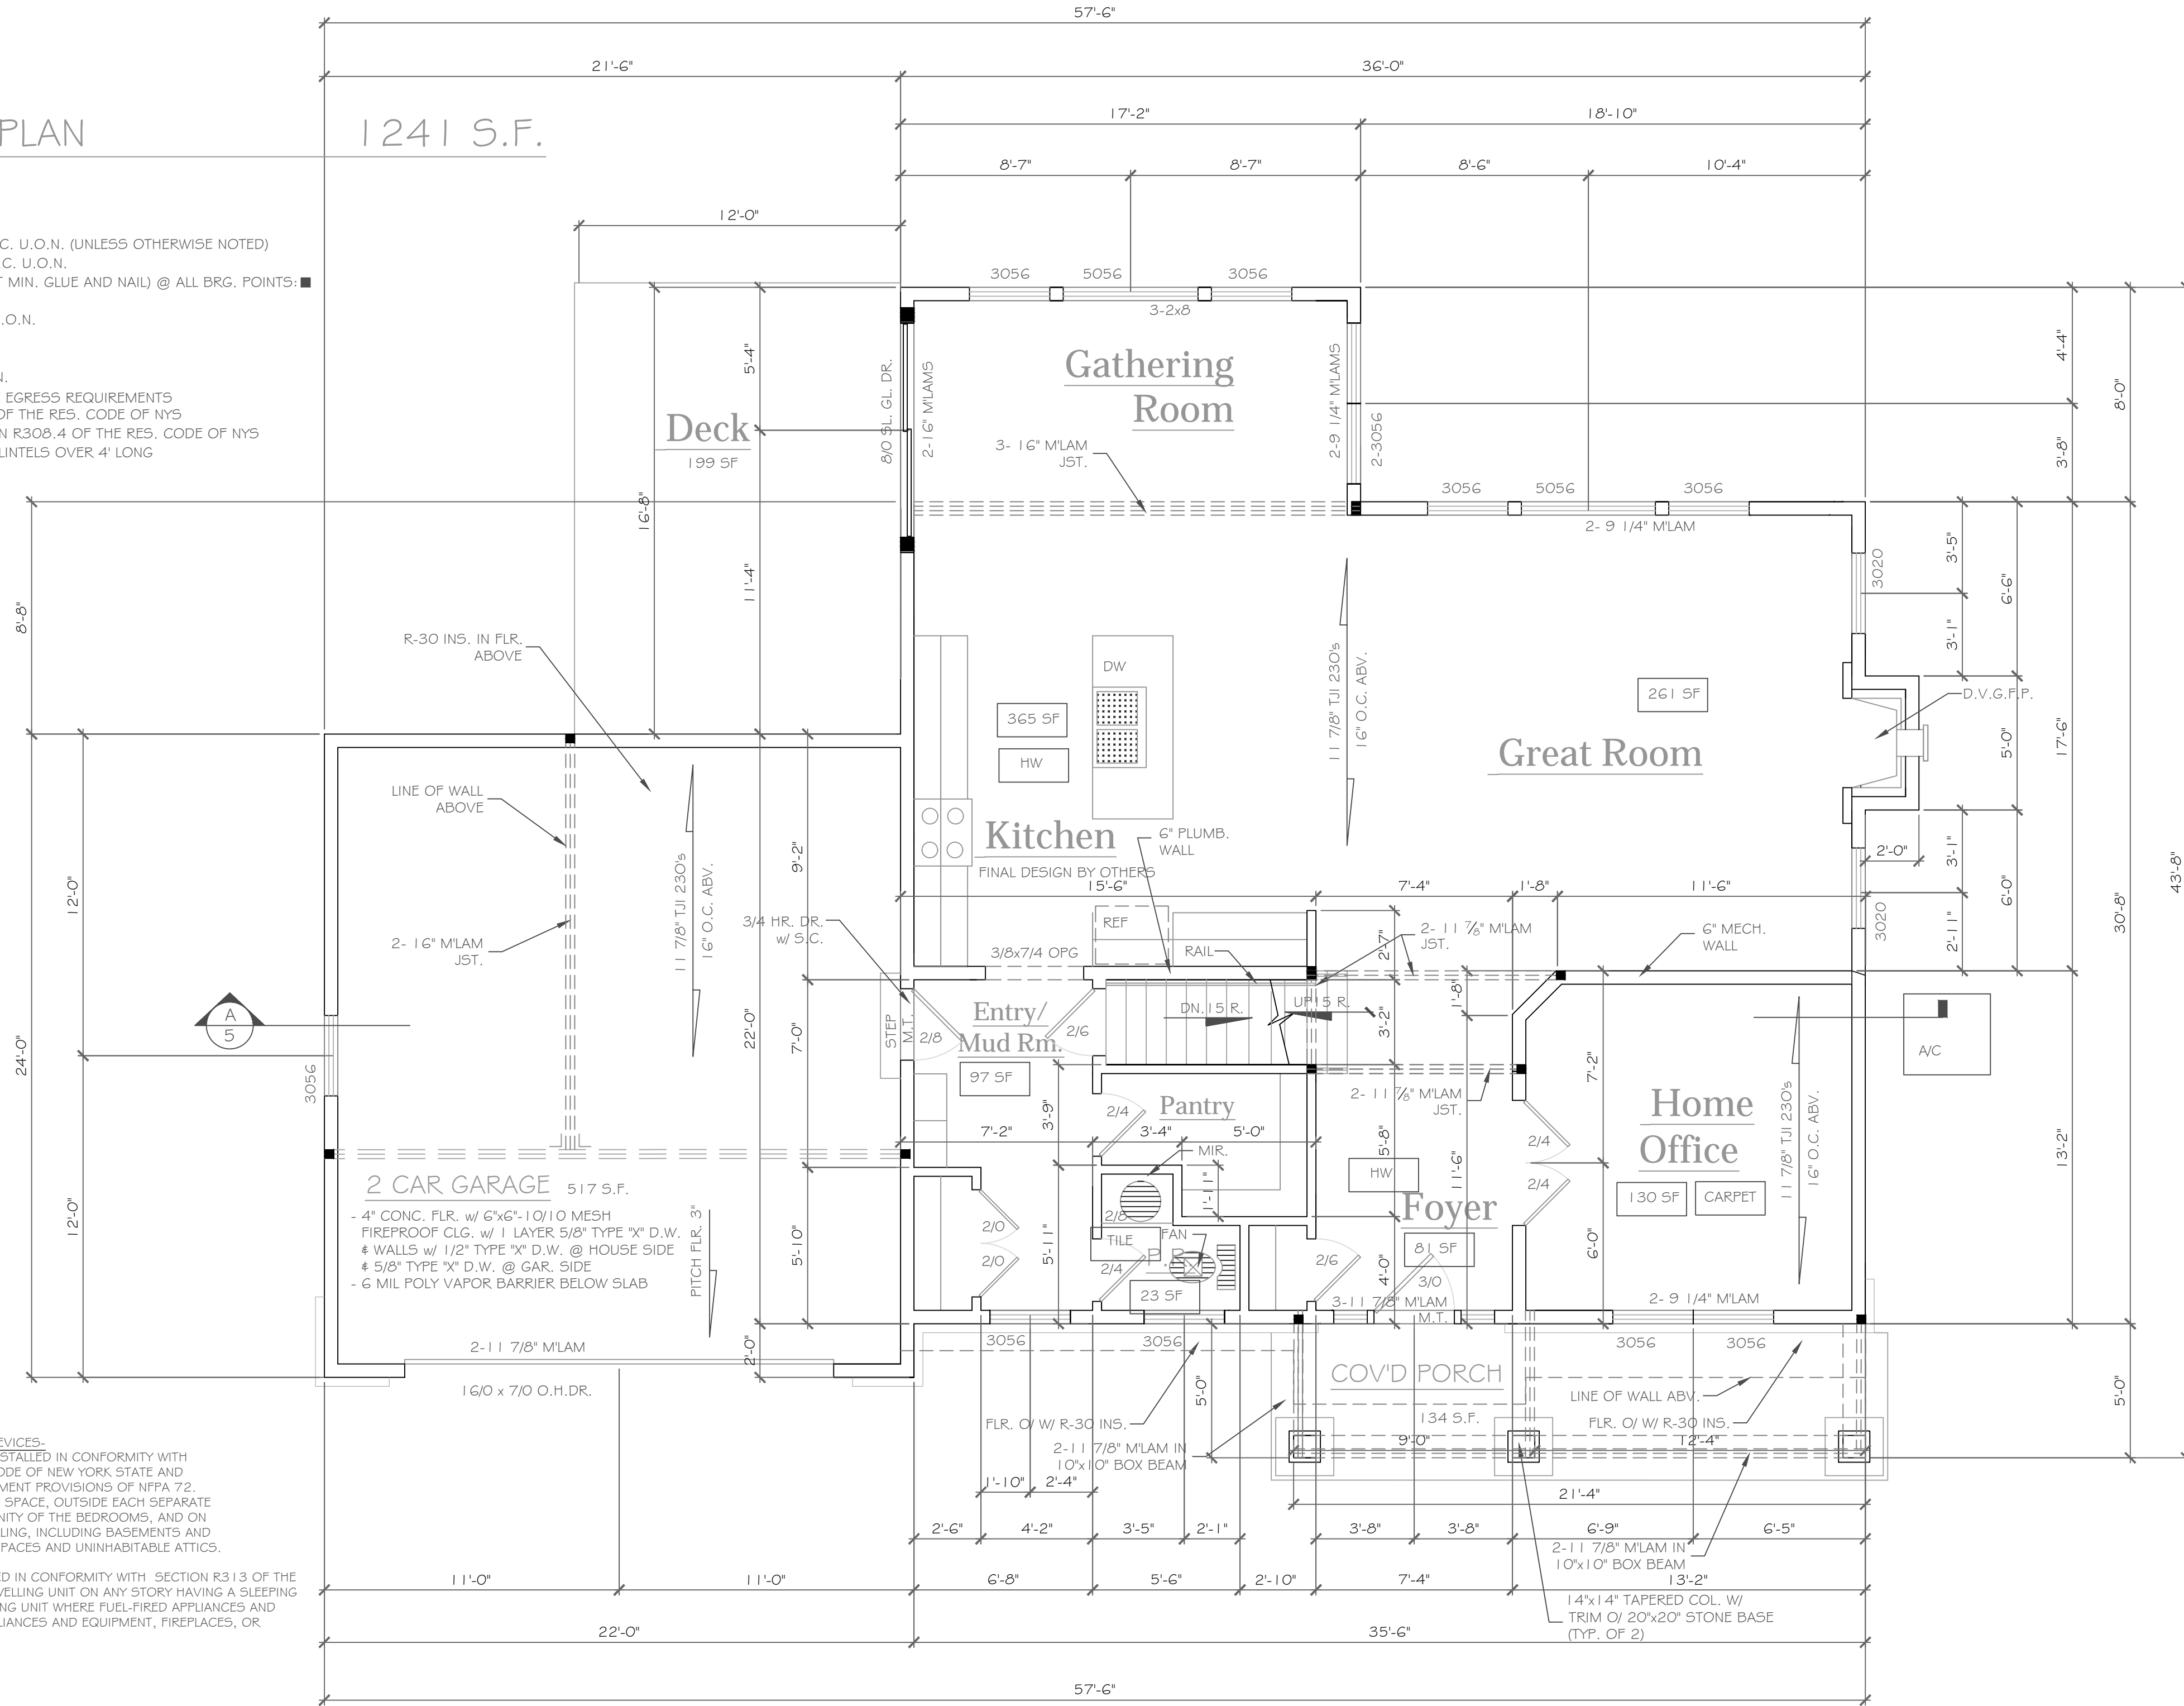 57'-6"
21'-6"
36'-0"
PLAN
1241 S.F.
17'-2"
18'-10"
8'-7"
8'-7"
8'-6"
10'-4"
12'-0"
C. U.O.N. (UNLESS OTHERWISE NOTED)
.C. U.O.N.
T MIN. GLUE AND NAIL) @ ALL BRG. POINTS:
.O.N.
N.
EGRESS REQUIREMENTS
OF THE RES. CODE OF NYS
N R308.4 OF THE RES. CODE OF NYS
LINTELS OVER 4' LONG
3056
5056
3056
3-2x8
Gathering
Room
5'-4"
8/0 SL. GL. DR.
2-16" M'LAMS
2-9 1/4" M'LAMS
2-3056
4'-4"
8'-0"
3'-8"
Deck
199 SF
3- 16" M'LAM
JST.
16'-8"
11'-4"
3056
5056
3056
2- 9 1/4" M'LAM
3020
3'-5"
6'-6"
3'-1"
8'-8"
R-30 INS. IN FLR.
ABOVE
DW
365 SF
HW
11 7/8" TJI 230's
16" O.C. ABV.
261 SF
Great Room
D.V.G.F.P.
5'-0"
17'-6"
LINE OF WALL
ABOVE
Kitchen
FINAL DESIGN BY OTHERS
6" PLUMB.
WALL
2'-0"
3'-1"
6'-0"
2'-11"
3020
43'-8"
30'-8"
12'-0"
9'-2"
11 7/8" TJI 230's
16" O.C. ABV.
15'-6"
7'-4"
1'-8"
11'-6"
3/4 HR. DR.
w/ S.C.
2- 16" M'LAM
JST.
REF
3/8x7/4 OPG
RAIL
2'-7"
2- 11 7/8" M'LAM
JST.
6" MECH.
WALL
A
5
24'-0"
3056
22'-0"
7'-0"
STEP
M.T.
2/8
Entry/
Mud Rm.
97 SF
2/6
DN. 15 R.
UP 15 R.
3'-2"
1'-8"
A/C
2- 11 7/8" M'LAM
JST.
7'-2"
Home
Office
130 SF
CARPET
11 7/8" TJI 230's
16" O.C. ABV.
13'-2"
Pantry
2/4
3'-9"
7'-2"
3'-4"
5'-0"
MIR.
1'-11"
5'-8"
HW
11'-6"
2/4
2/4
2 CAR GARAGE
517 S.F.
- 4" CONC. FLR. w/ 6"x6"-10/10 MESH
FIREPROOF CLG. w/ 1 LAYER 5/8" TYPE "X" D.W.
& WALLS w/ 1/2" TYPE "X" D.W. @ HOUSE SIDE
& 5/8" TYPE "X" D.W. @ GAR. SIDE
- 6 MIL POLY VAPOR BARRIER BELOW SLAB
PITCH FLR. 3"
12'-0"
5'-10"
2/0
2/0
5'-11"
2/8
TILE
2/4
FAN
23 SF
Foyer
81 SF
2/6
4'-0"
3/0
6'-0"
3-11 7/8" M'LAM
M.T.
2- 9 1/4" M'LAM
3056
3056
3056
3056
2-11 7/8" M'LAM
2'-0"
16/0 x 7/0 O.H.DR.
COV'D PORCH
134 S.F.
5'-0"
LINE OF WALL ABV.
FLR. O/ W/ R-30 INS.
FLR. O/ W/ R-30 INS.
2-11 7/8" M'LAM IN
10"x10" BOX BEAM
9'-0"
12'-4"
5'-0"
EVICES-
STALLED IN CONFORMITY WITH
ODE OF NEW YORK STATE AND
MENT PROVISIONS OF NFPA 72.
SPACE, OUTSIDE EACH SEPARATE
NITY OF THE BEDROOMS, AND ON
LING, INCLUDING BASEMENTS AND
PACES AND UNINHABITABLE ATTICS.
ED IN CONFORMITY WITH SECTION R313 OF THE
VELLING UNIT ON ANY STORY HAVING A SLEEPING
NG UNIT WHERE FUEL-FIRED APPLIANCES AND
LIANCES AND EQUIPMENT, FIREPLACES, OR
1'-10"
2'-4"
21'-4"
2'-6"
4'-2"
3'-5"
2'-1"
3'-8"
3'-8"
6'-9"
6'-5"
2-11 7/8" M'LAM IN
10"x10" BOX BEAM
11'-0"
11'-0"
6'-8"
5'-6"
2'-10"
7'-4"
13'-2"
14"x14" TAPERED COL. W/
TRIM O/ 20"x20" STONE BASE
(TYP. OF 2)
22'-0"
35'-6"
57'-6"